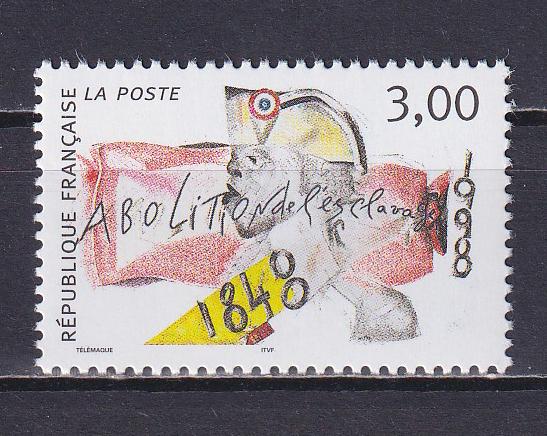 LA POSTE
3,00
RÉPUBLIQUE FRANÇAISE
ABOLITION de l'esclavage
1848
1998
TÉLÉMAQUE
ITVF